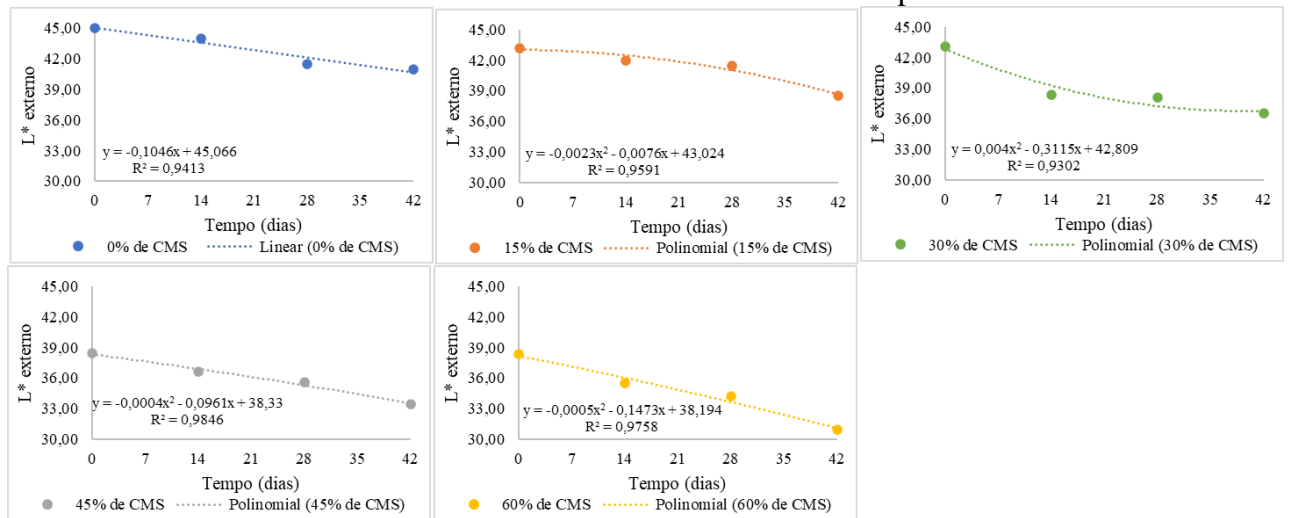 45,00
42,00
39,00
36,00
33,00
30,00
L* externo
y = -0,1046x + 45,066
R² = 0,9413
0 7 14 21 28 35 42
Tempo (dias)
0% de CMS Linear (0% de CMS)
45,00
42,00
39,00
36,00
33,00
30,00
L* externo
y = -0,0023x² - 0,0076x + 43,024
R² = 0,9591
0 7 14 21 28 35 42
Tempo (dias)
15% de CMS Polinomial (15% de CMS)
45,00
42,00
39,00
36,00
33,00
30,00
L* externo
y = 0,004x² - 0,3115x + 42,809
R² = 0,9302
0 7 14 21 28 35 42
Tempo (dias)
30% de CMS Polinomial (30% de CMS)
45,00
42,00
39,00
36,00
33,00
30,00
L* externo
y = -0,0004x² - 0,0961x + 38,33
R² = 0,9846
0 7 14 21 28 35 42
Tempo (dias)
45% de CMS Polinomial (45% de CMS)
45,00
42,00
39,00
36,00
33,00
30,00
L* externo
y = -0,0005x² - 0,1473x + 38,194
R² = 0,9758
0 7 14 21 28 35 42
Tempo (dias)
60% de CMS Polinomial (60% de CMS)